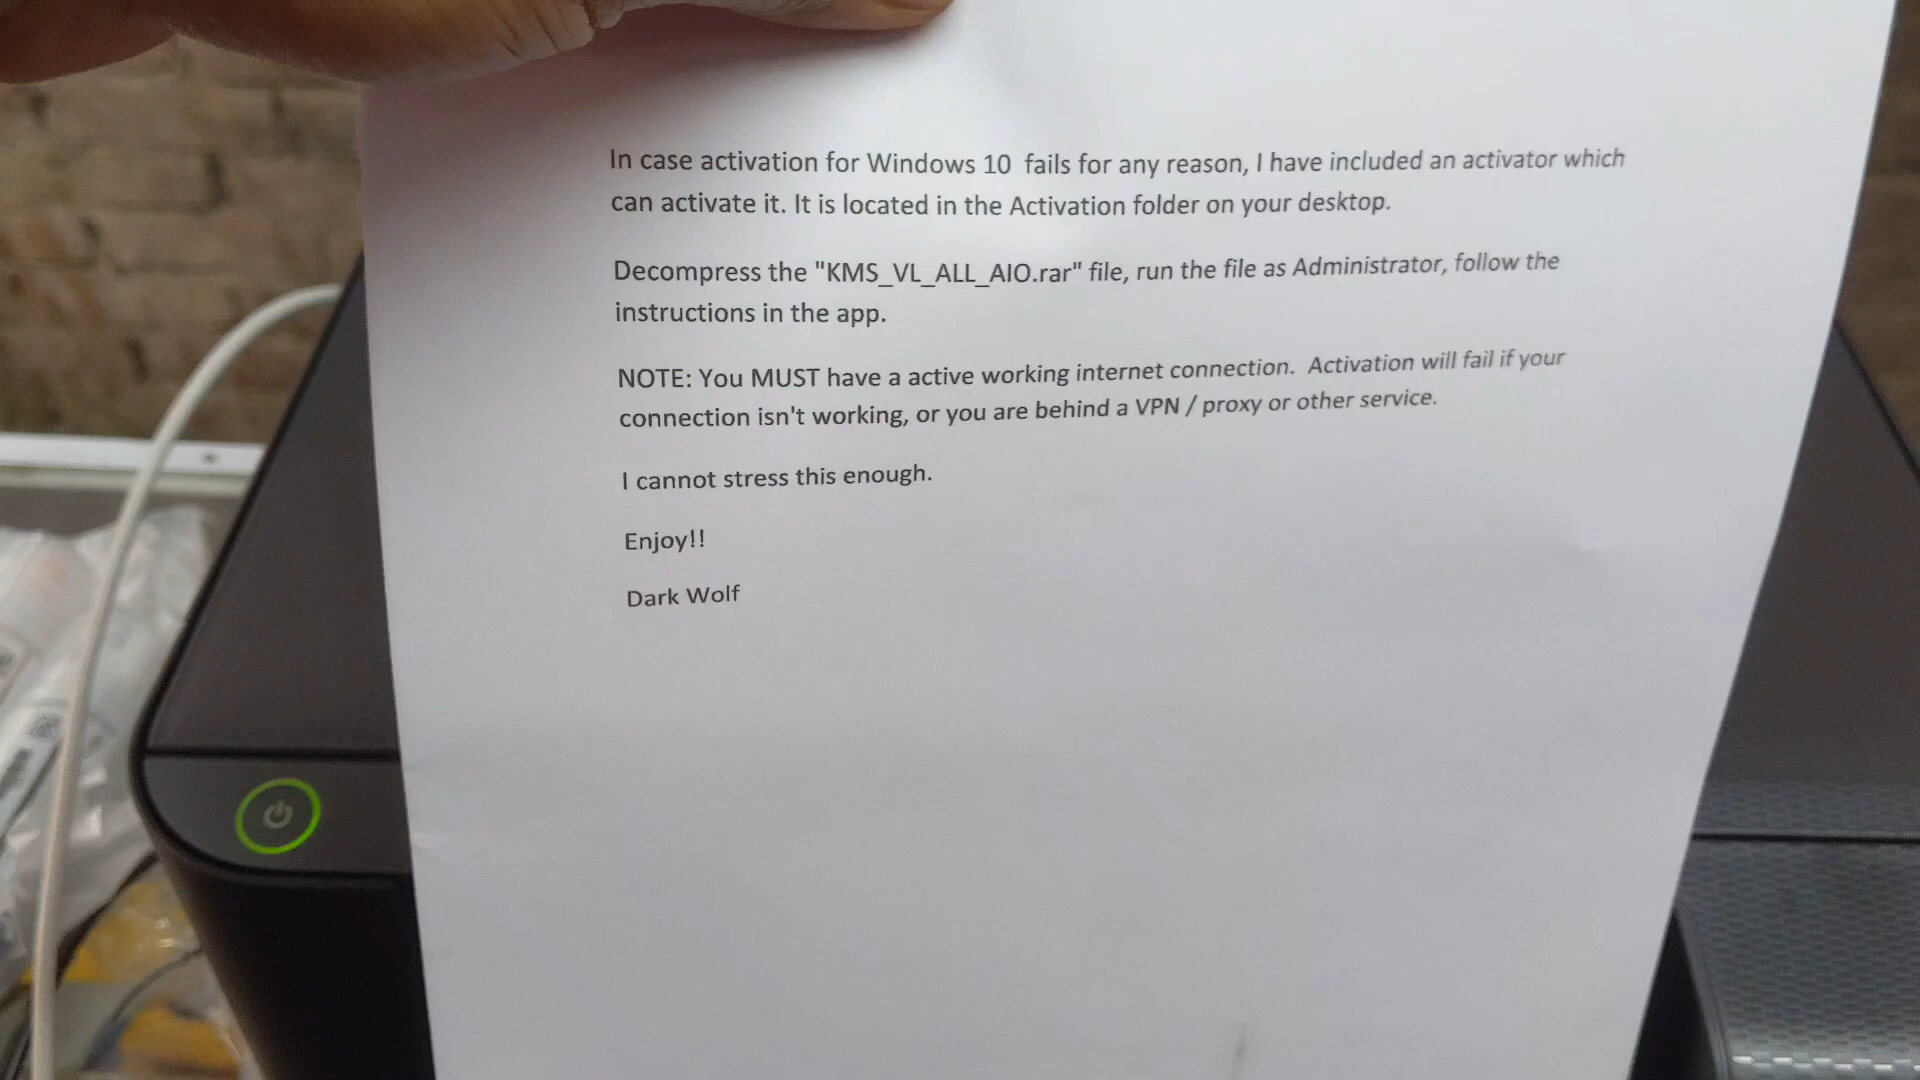 In case activation for Windows 10 fails for any reason, I have included an activator which
can activate it. It is located in the Activation folder on your desktop.
Decompress the "KMS_VL_ALL_AIO.rar" file, run the file as Administrator, follow the
instructions in the app.
NOTE: You MUST have a active working internet connection. Activation will fail if your
connection isn't working, or you are behind a VPN / proxy or other service.
I cannot stress this enough.
Enjoy!!
Dark Wolf